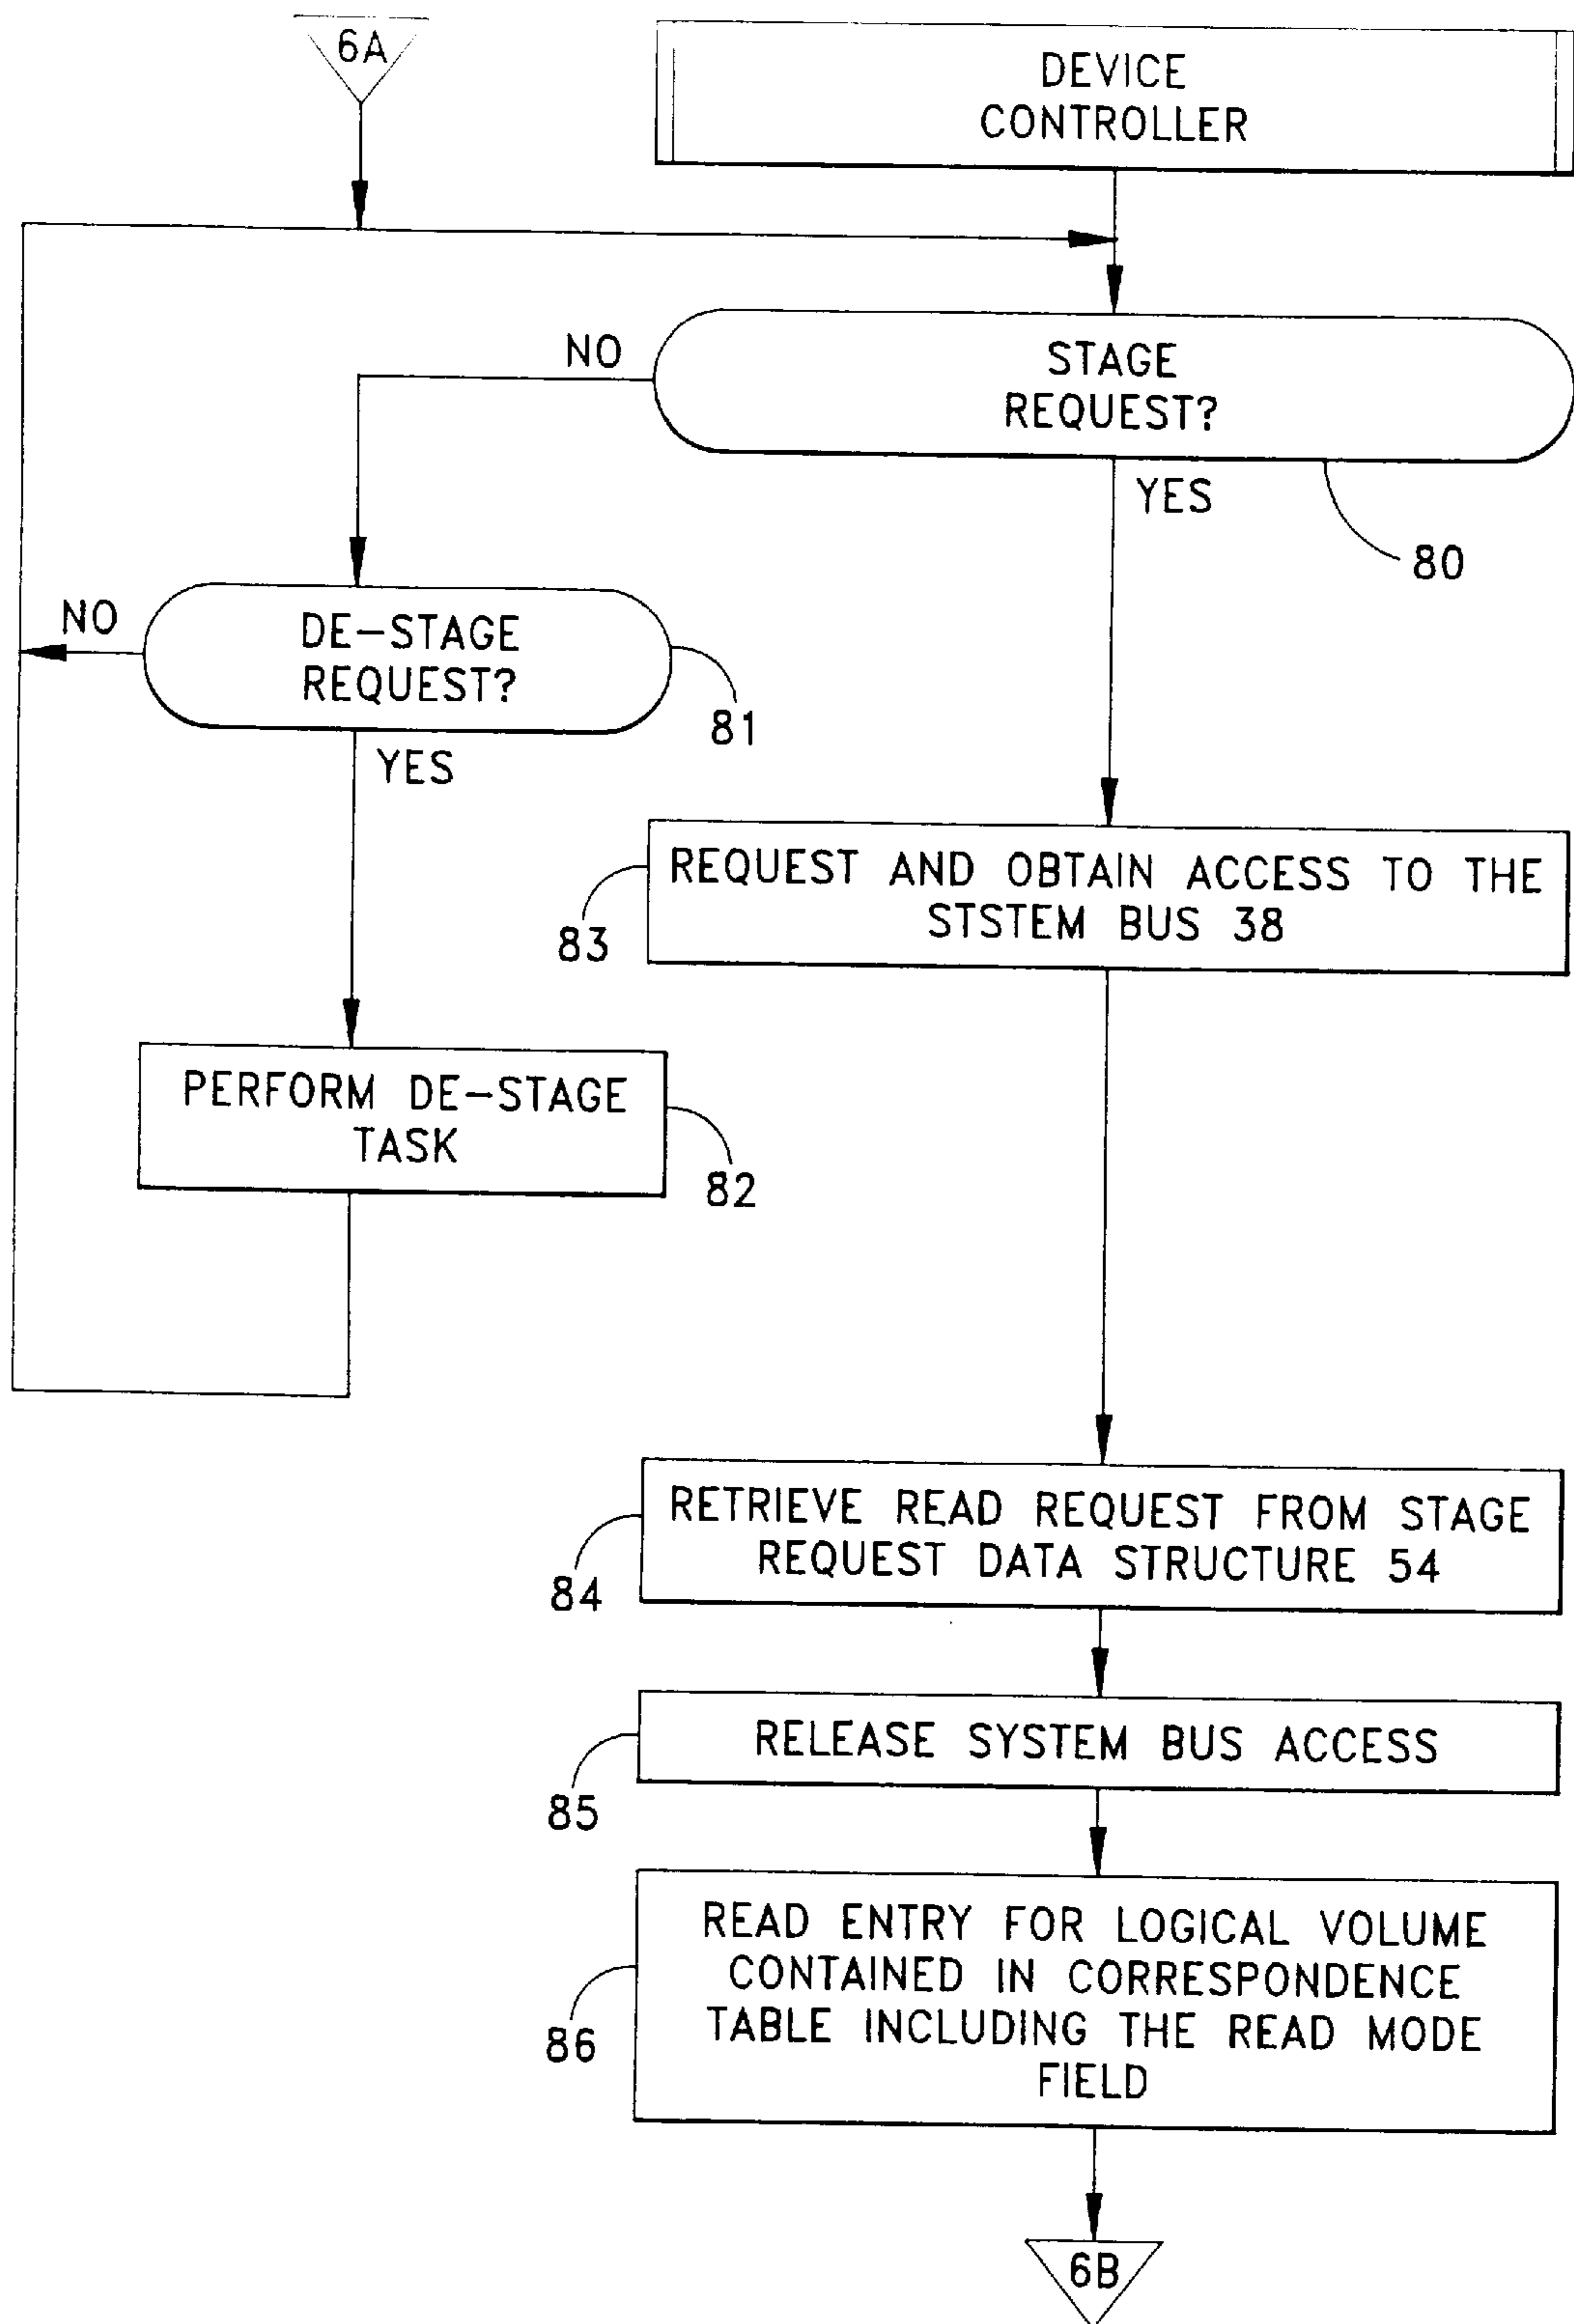 6A
DEVICE
CONTROLLER
NO
STAGE
REQUEST?
YES
80
NO
DE-STAGE
REQUEST?
81
YES
REQUEST AND OBTAIN ACCESS TO THE
STSTEM BUS 38
83
PERFORM DE-STAGE
TASK
82
RETRIEVE READ REQUEST FROM STAGE
REQUEST DATA STRUCTURE 54
84
RELEASE SYSTEM BUS ACCESS
85
READ ENTRY FOR LOGICAL VOLUME
CONTAINED IN CORRESPONDENCE
TABLE INCLUDING THE READ MODE
FIELD
86
6B